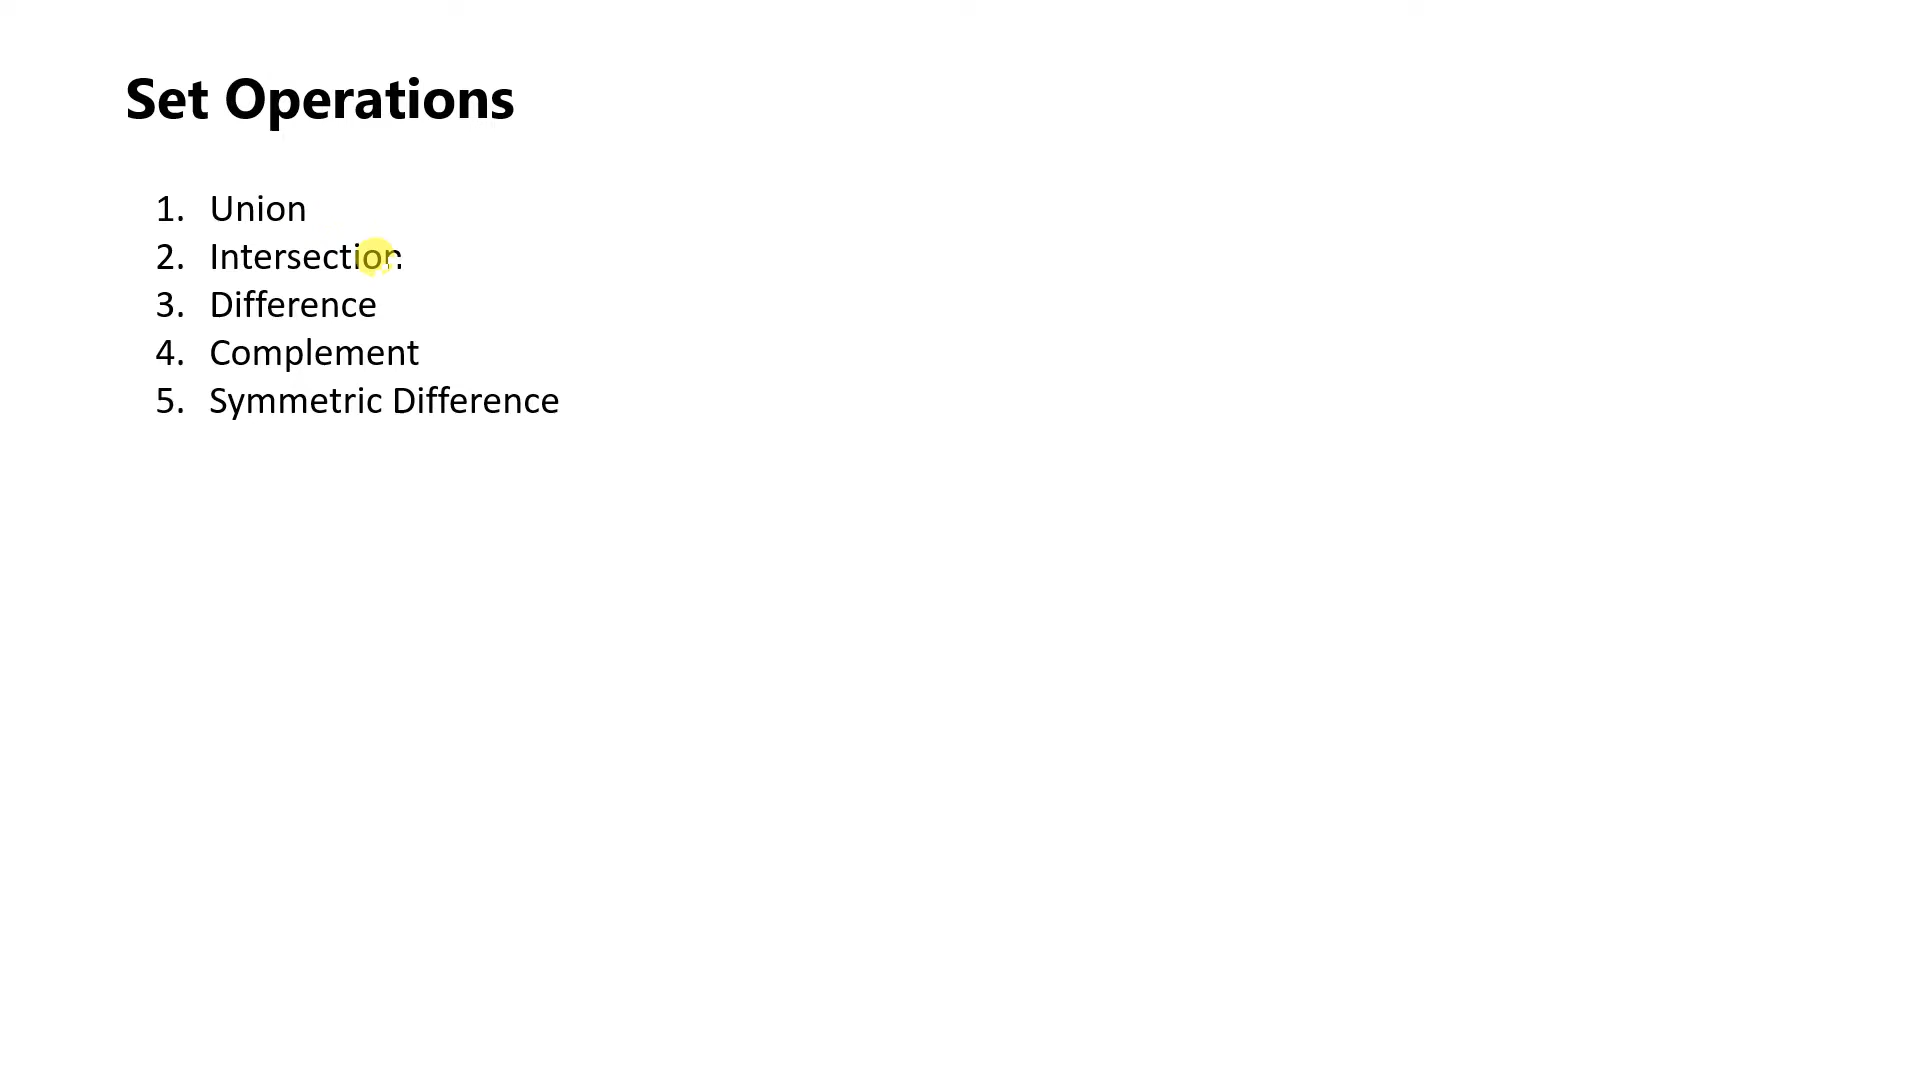 Set Operations
1. Union
2. Intersection
3. Difference
4. Complement
5. Symmetric Difference